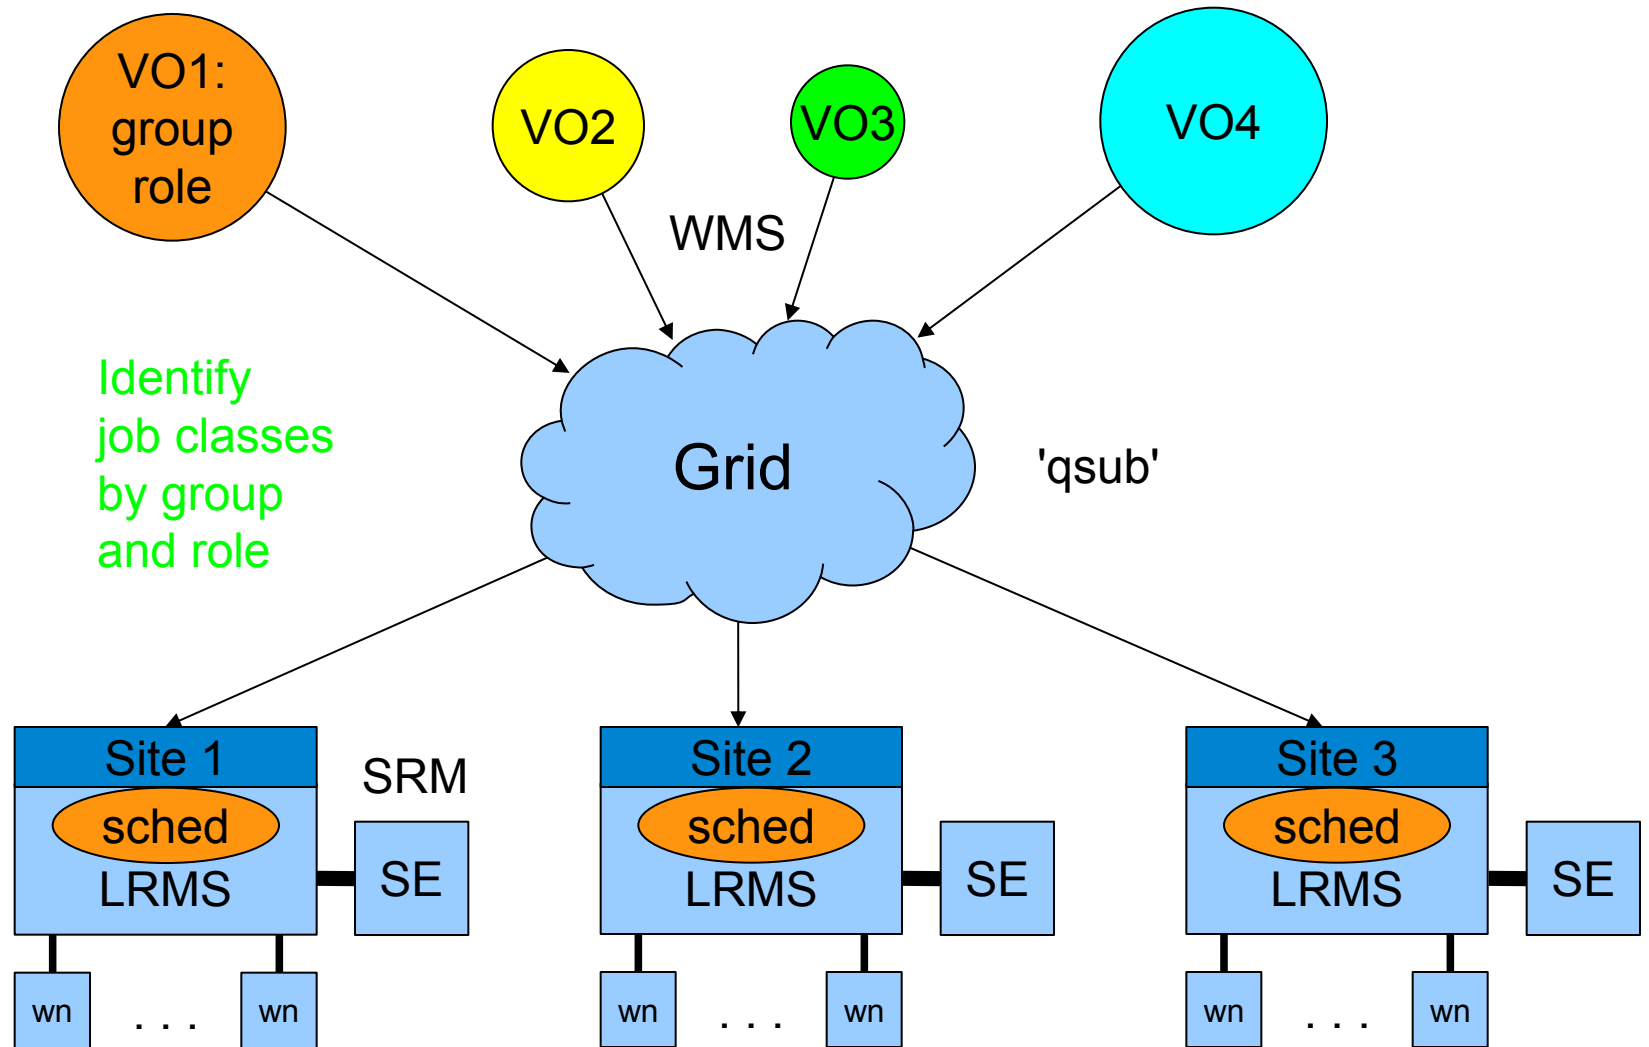 VO1:
group
role
VO2
VO3
VO4
WMS
Identify
job classes
by group
and role
Grid
'qsub'
Site 1
sched
LRMS
SRM
SE
wn
. . .
wn
Site 2
sched
LRMS
SE
wn
. . .
wn
Site 3
sched
LRMS
SE
wn
. . .
wn